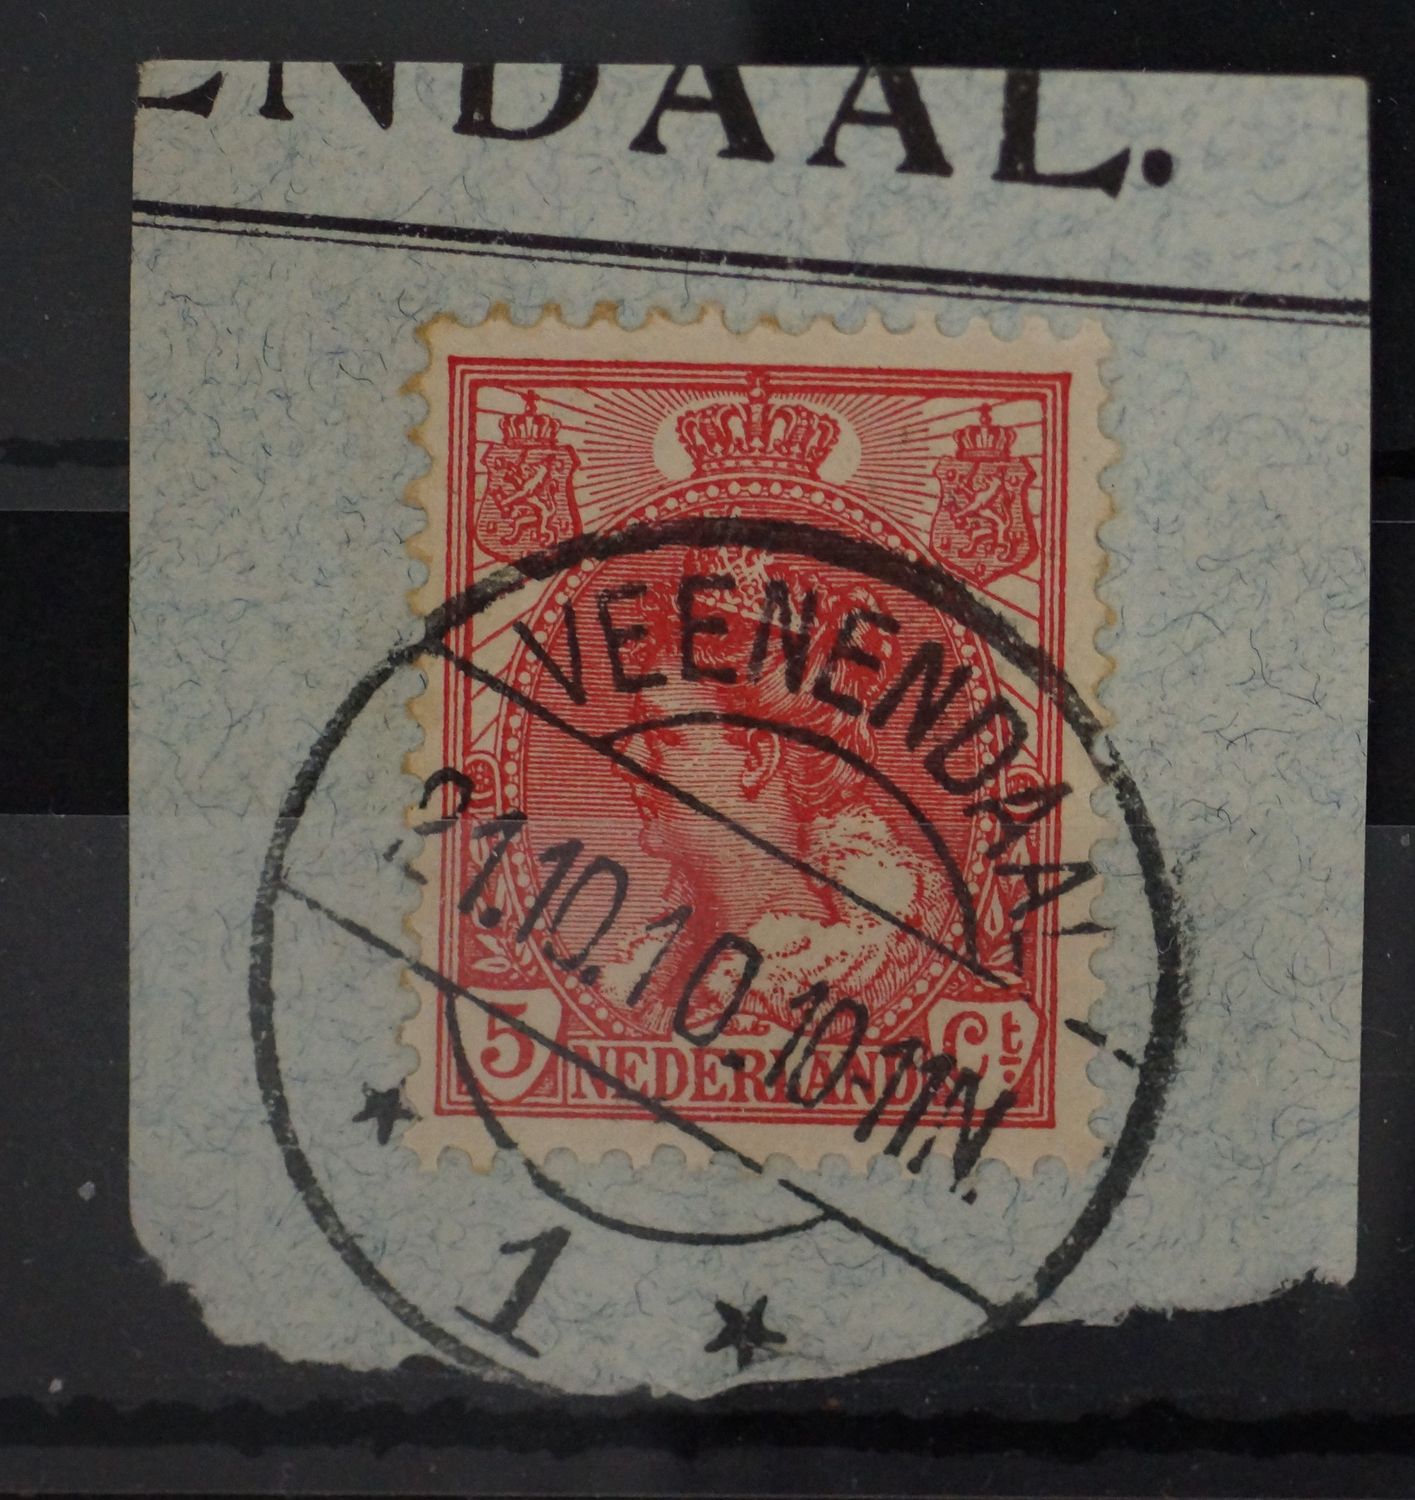 ENDAAL.
VEENENDAAL
21.10.10.10-11N.
5 Ct.
NEDERLAND
1